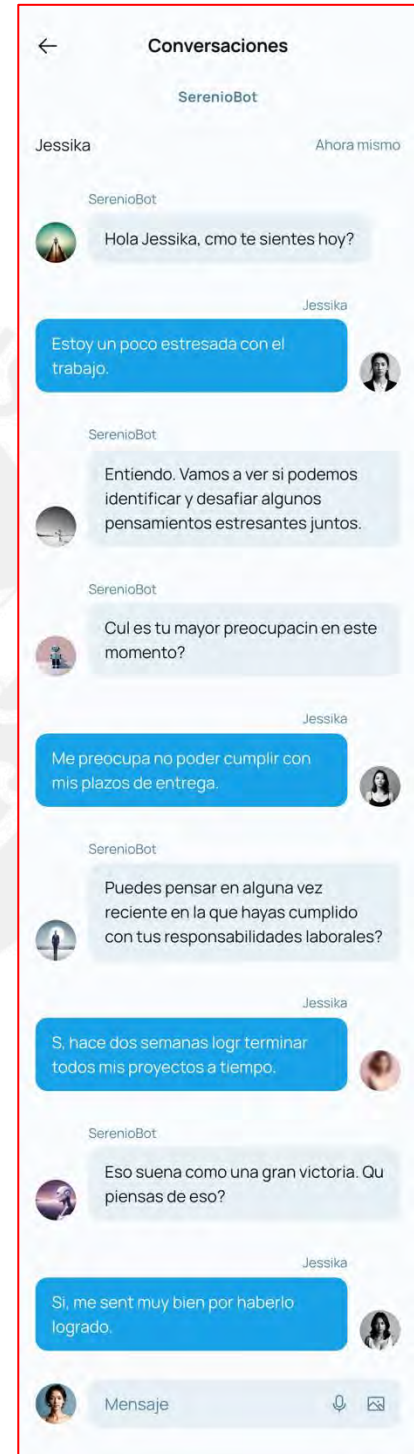 Conversaciones
SerenioBot
Jessika Ahora mismo
SerenioBot
Hola Jessika, cmo te sientes hoy?
Jessika
Estoy un poco estresada con el
trabajo.
SerenioBot
Entiendo. Vamos a ver si podemos
identificar y desafiar algunos
pensamientos estresantes juntos.
SerenioBot
Cul es tu mayor preocupacin en este
momento?
Jessika
Me preocupa no poder cumplir con
mis plazos de entrega.
SerenioBot
Puedes pensar en alguna vez
reciente en la que hayas cumplido
con tus responsabilidades laborales?
Jessika
S, hace dos semanas logr terminar
todos mis proyectos a tiempo.
SerenioBot
Eso suena como una gran victoria. Qu
piensas de eso?
Jessika
Si, me sent muy bien por haberlo
logrado.
Mensaje